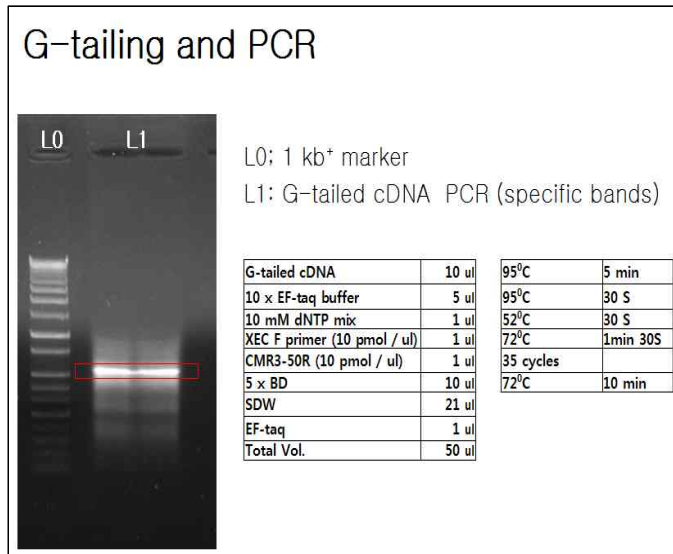 G-tailing and PCR
L0 L1
L0; 1 kb⁺ marker
L1: G-tailed cDNA PCR (specific bands)
G-tailed cDNA 10 ul
10 x EF-taq buffer 5 ul
10 mM dNTP mix 1 ul
XEC F primer (10 pmol / ul) 1 ul
CMR3-50R (10 pmol / ul) 1 ul
5 x BD 10 ul
SDW 21 ul
EF-taq 1 ul
Total Vol. 50 ul
95⁰C 5 min
95⁰C 30 S
52⁰C 30 S
72⁰C 1min 30S
35 cycles
72⁰C 10 min